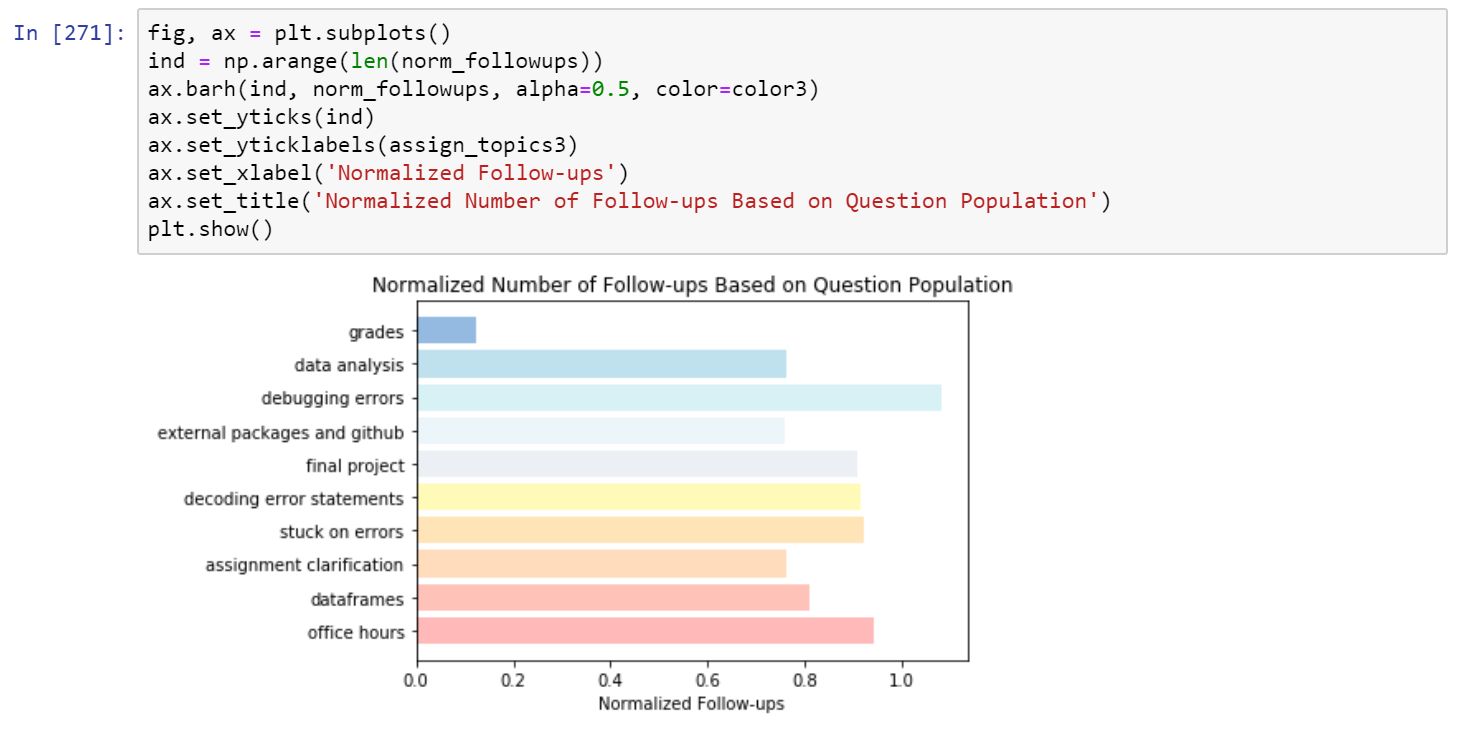 In [271]:
fig, ax = plt.subplots()
ind = np.arange(len(norm_followups))
ax.barh(ind, norm_followups, alpha=0.5, color=color3)
ax.set_yticks(ind)
ax.set_yticklabels(assign_topics3)
ax.set_xlabel('Normalized Follow-ups')
ax.set_title('Normalized Number of Follow-ups Based on Question Population')
plt.show()
Normalized Number of Follow-ups Based on Question Population
grades
data analysis
debugging errors
external packages and github
final project
decoding error statements
stuck on errors
assignment clarification
dataframes
office hours
0.0 0.2 0.4 0.6 0.8 1.0
Normalized Follow-ups